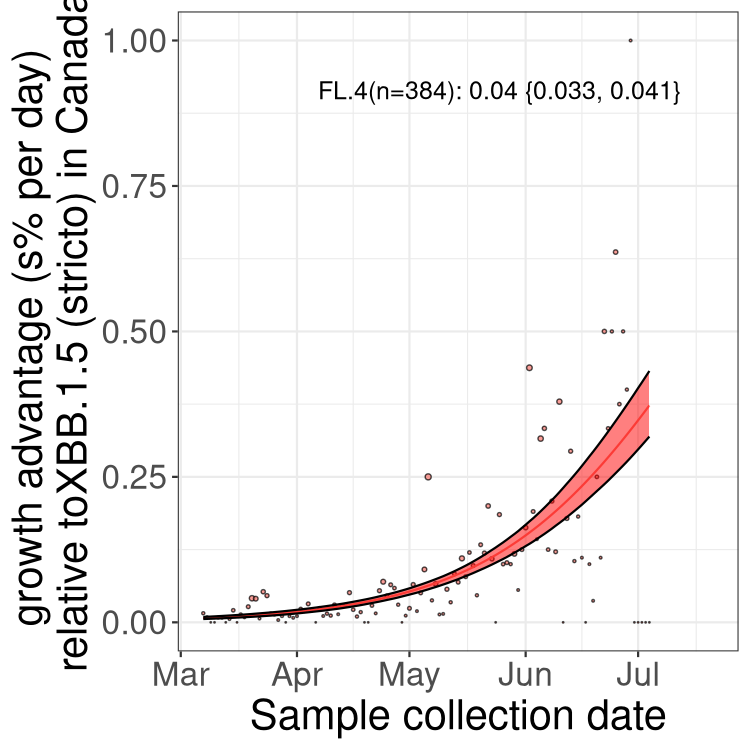 growth advantage (s% per day)
relative toXBB.1.5 (stricto) in Canada
1.00
0.75
0.50
0.25
0.00
FL.4(n=384): 0.04 {0.033, 0.041}
Mar Apr May Jun Jul
Sample collection date